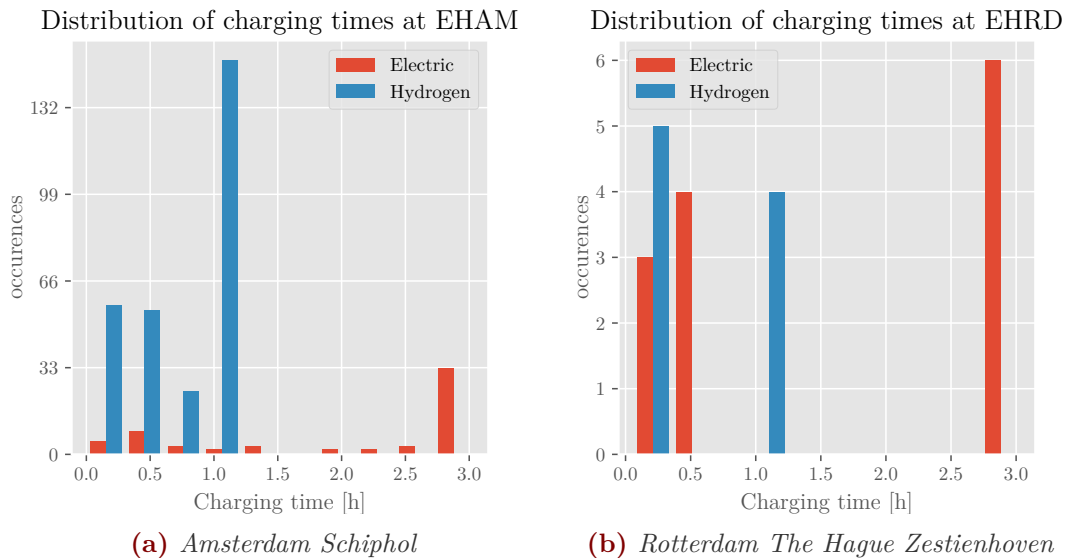 Distribution of charging times at EHAM
Electric
Hydrogen
occurences
132
99
66
33
0
0.0 0.5 1.0 1.5 2.0 2.5 3.0
Charging time [h]
(a) Amsterdam Schiphol
Distribution of charging times at EHRD
Electric
Hydrogen
occurences
6
5
4
3
2
1
0
0.0 0.5 1.0 1.5 2.0 2.5 3.0
Charging time [h]
(b) Rotterdam The Hague Zestienhoven